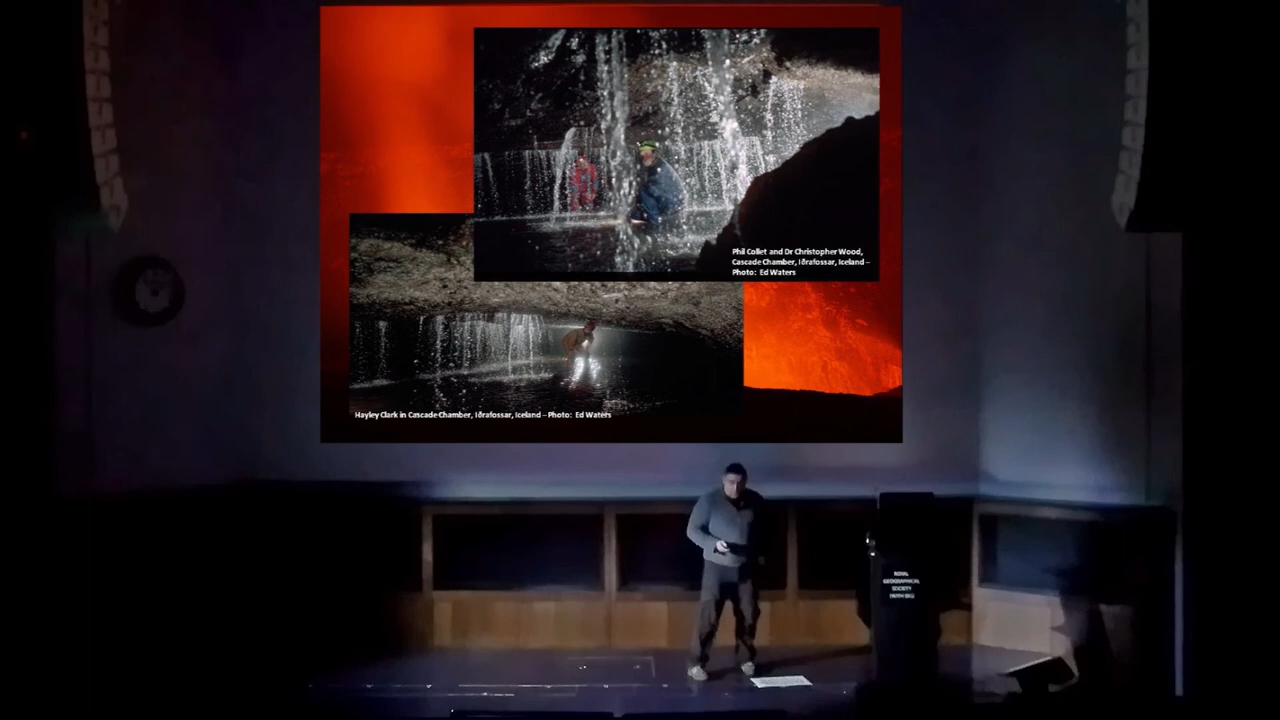 Phil Collet and Dr Christopher Wood,
Cascade Chamber, Iðrafossar, Iceland –
Photo: Ed Waters
Hayley Clark in Cascade Chamber, Iðrafossar, Iceland – Photo: Ed Waters
ROYAL
GEOGRAPHICAL
SOCIETY